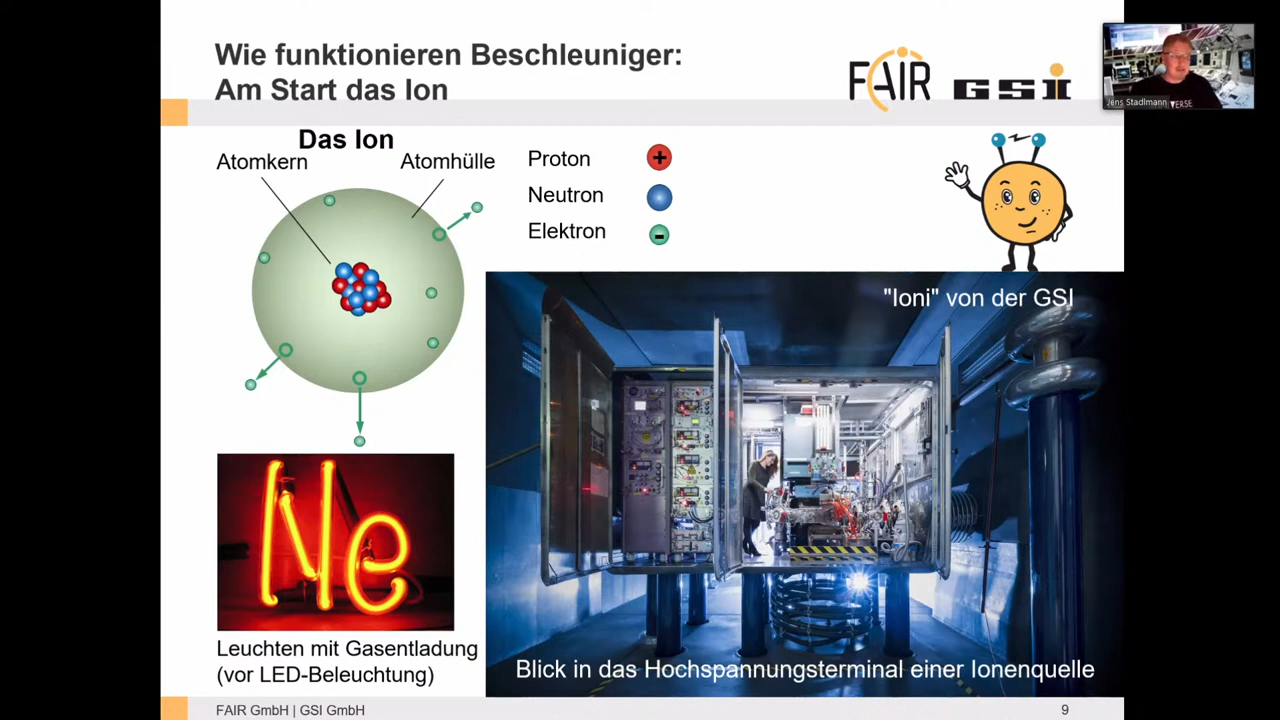 Wie funktionieren Beschleuniger:
Am Start das Ion
FAIR GSI
Jens Stadlmann
VERSE
Das Ion
Atomkern
Atomhülle
Proton +
Neutron
Elektron -
"Ioni" von der GSI
Ne
Leuchten mit Gasentladung
(vor LED-Beleuchtung)
Blick in das Hochspannungsterminal einer Ionenquelle
FAIR GmbH | GSI GmbH
9